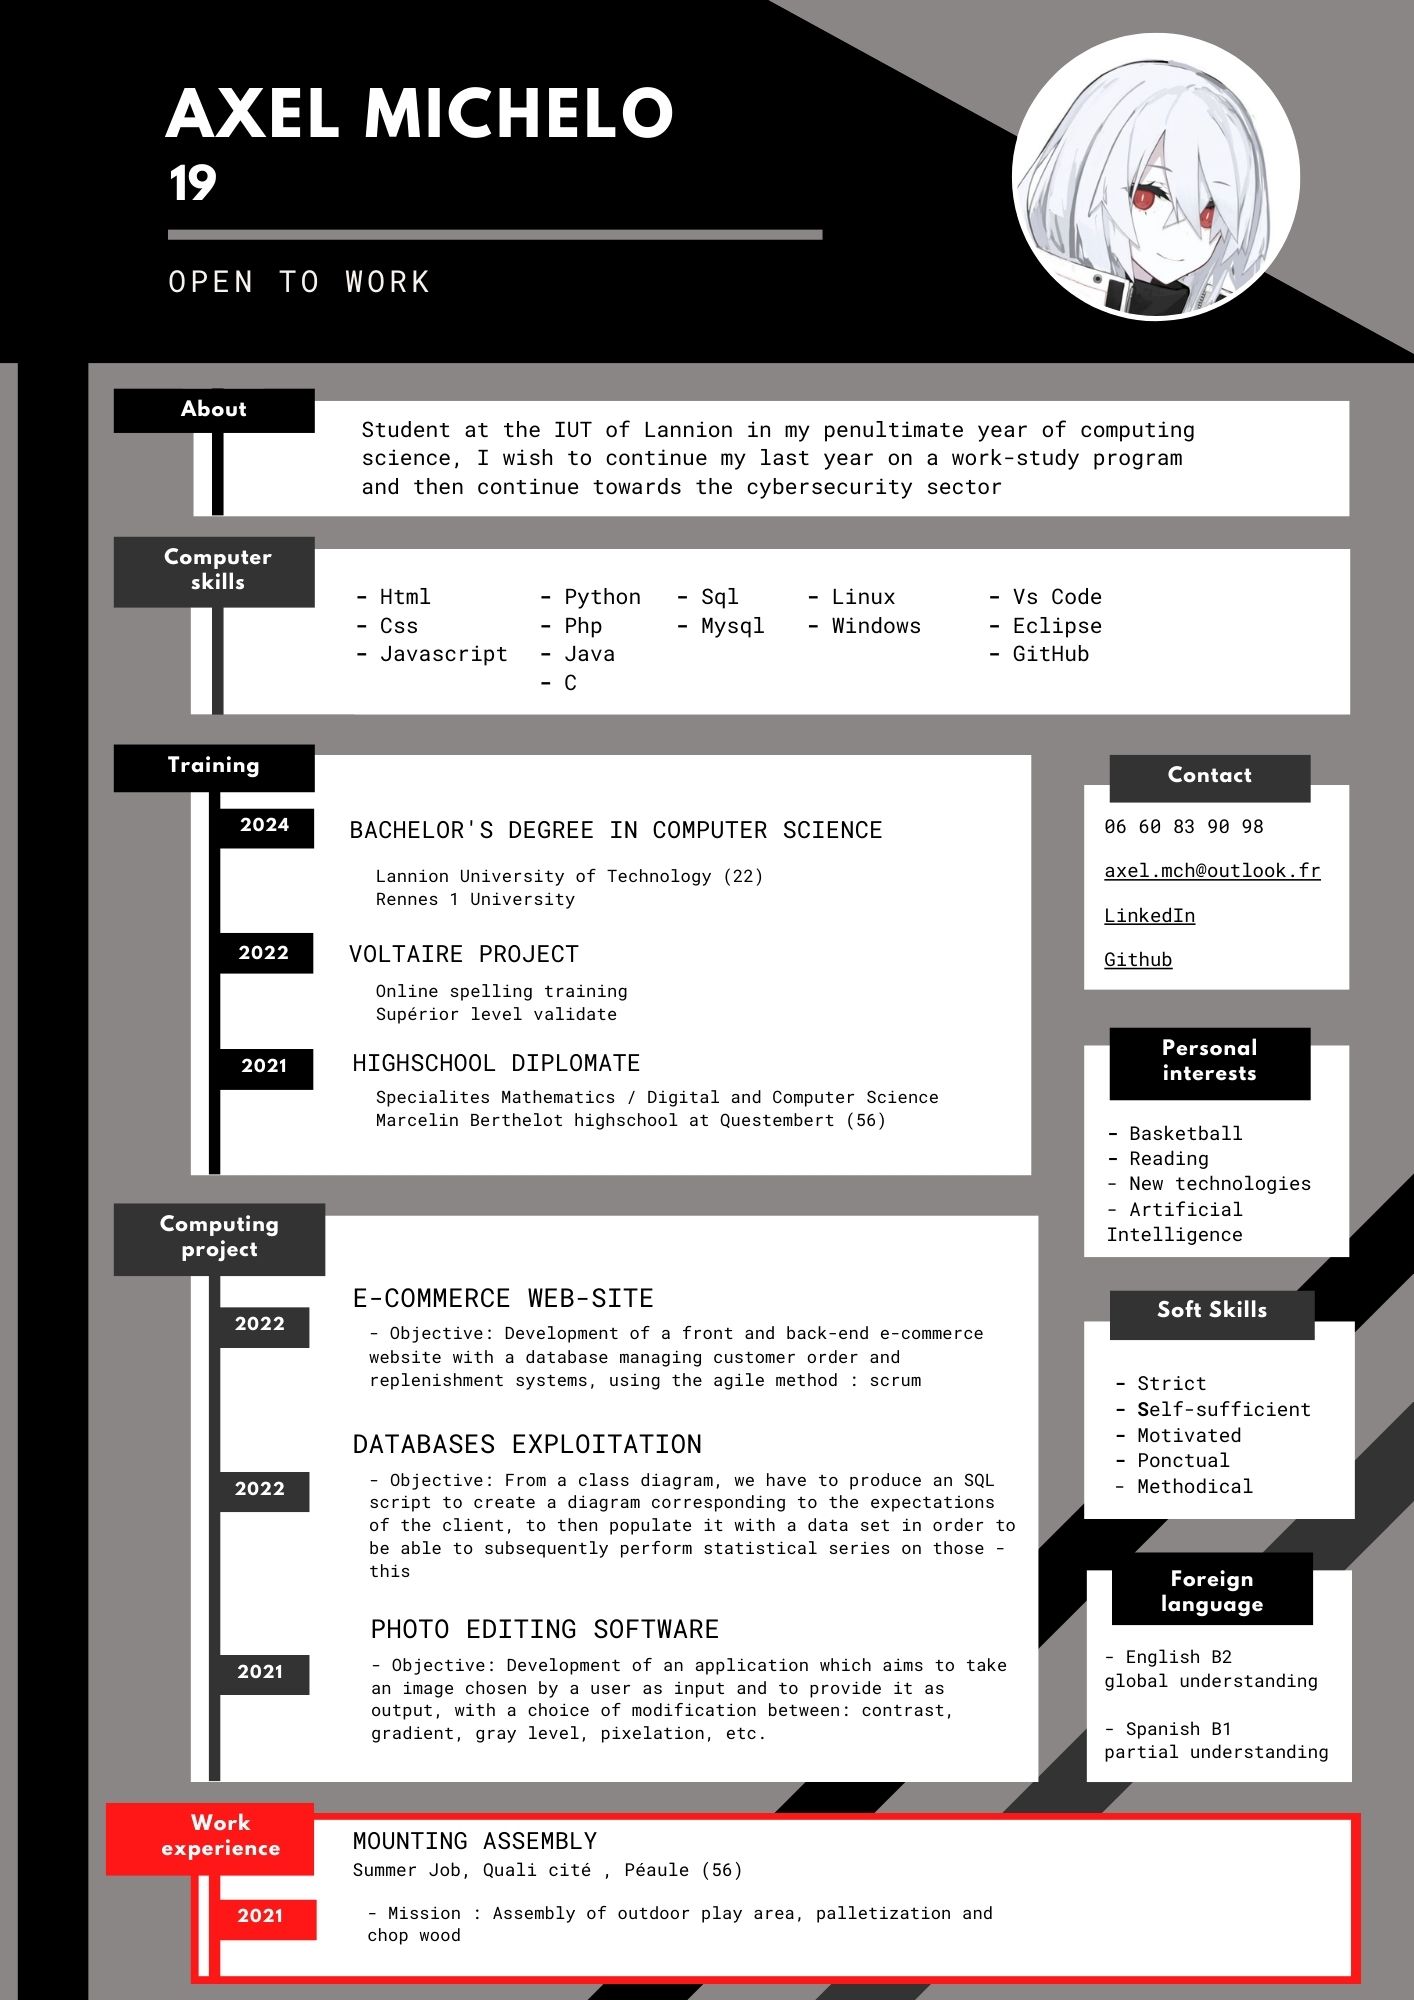 AXEL MICHELO
19
OPEN TO WORK
About
Student at the IUT of Lannion in my penultimate year of computing
science, I wish to continue my last year on a work-study program
and then continue towards the cybersecurity sector
Computer
skills
- Html
- Css
- Javascript
- Python
- Php
- Java
- C
- Sql
- Mysql
- Linux
- Windows
- Vs Code
- Eclipse
- GitHub
Training
2024
BACHELOR'S DEGREE IN COMPUTER SCIENCE
Lannion University of Technology (22)
Rennes 1 University
2022
VOLTAIRE PROJECT
Online spelling training
Supérior level validate
2021
HIGHSCHOOL DIPLOMATE
Specialites Mathematics / Digital and Computer Science
Marcelin Berthelot highschool at Questembert (56)
Contact
06 60 83 90 98
axel.mch@outlook.fr
LinkedIn
Github
Personal
interests
- Basketball
- Reading
- New technologies
- Artificial
Intelligence
Computing
project
2022
E-COMMERCE WEB-SITE
- Objective: Development of a front and back-end e-commerce
website with a database managing customer order and
replenishment systems, using the agile method : scrum
2022
DATABASES EXPLOITATION
- Objective: From a class diagram, we have to produce an SQL
script to create a diagram corresponding to the expectations
of the client, to then populate it with a data set in order to
be able to subsequently perform statistical series on those -
this
2021
PHOTO EDITING SOFTWARE
- Objective: Development of an application which aims to take
an image chosen by a user as input and to provide it as
output, with a choice of modification between: contrast,
gradient, gray level, pixelation, etc.
Soft Skills
- Strict
- Self-sufficient
- Motivated
- Ponctual
- Methodical
Foreign
language
- English B2
global understanding
- Spanish B1
partial understanding
Work
experience
2021
MOUNTING ASSEMBLY
Summer Job, Quali cité , Péaule (56)
- Mission : Assembly of outdoor play area, palletization and
chop wood